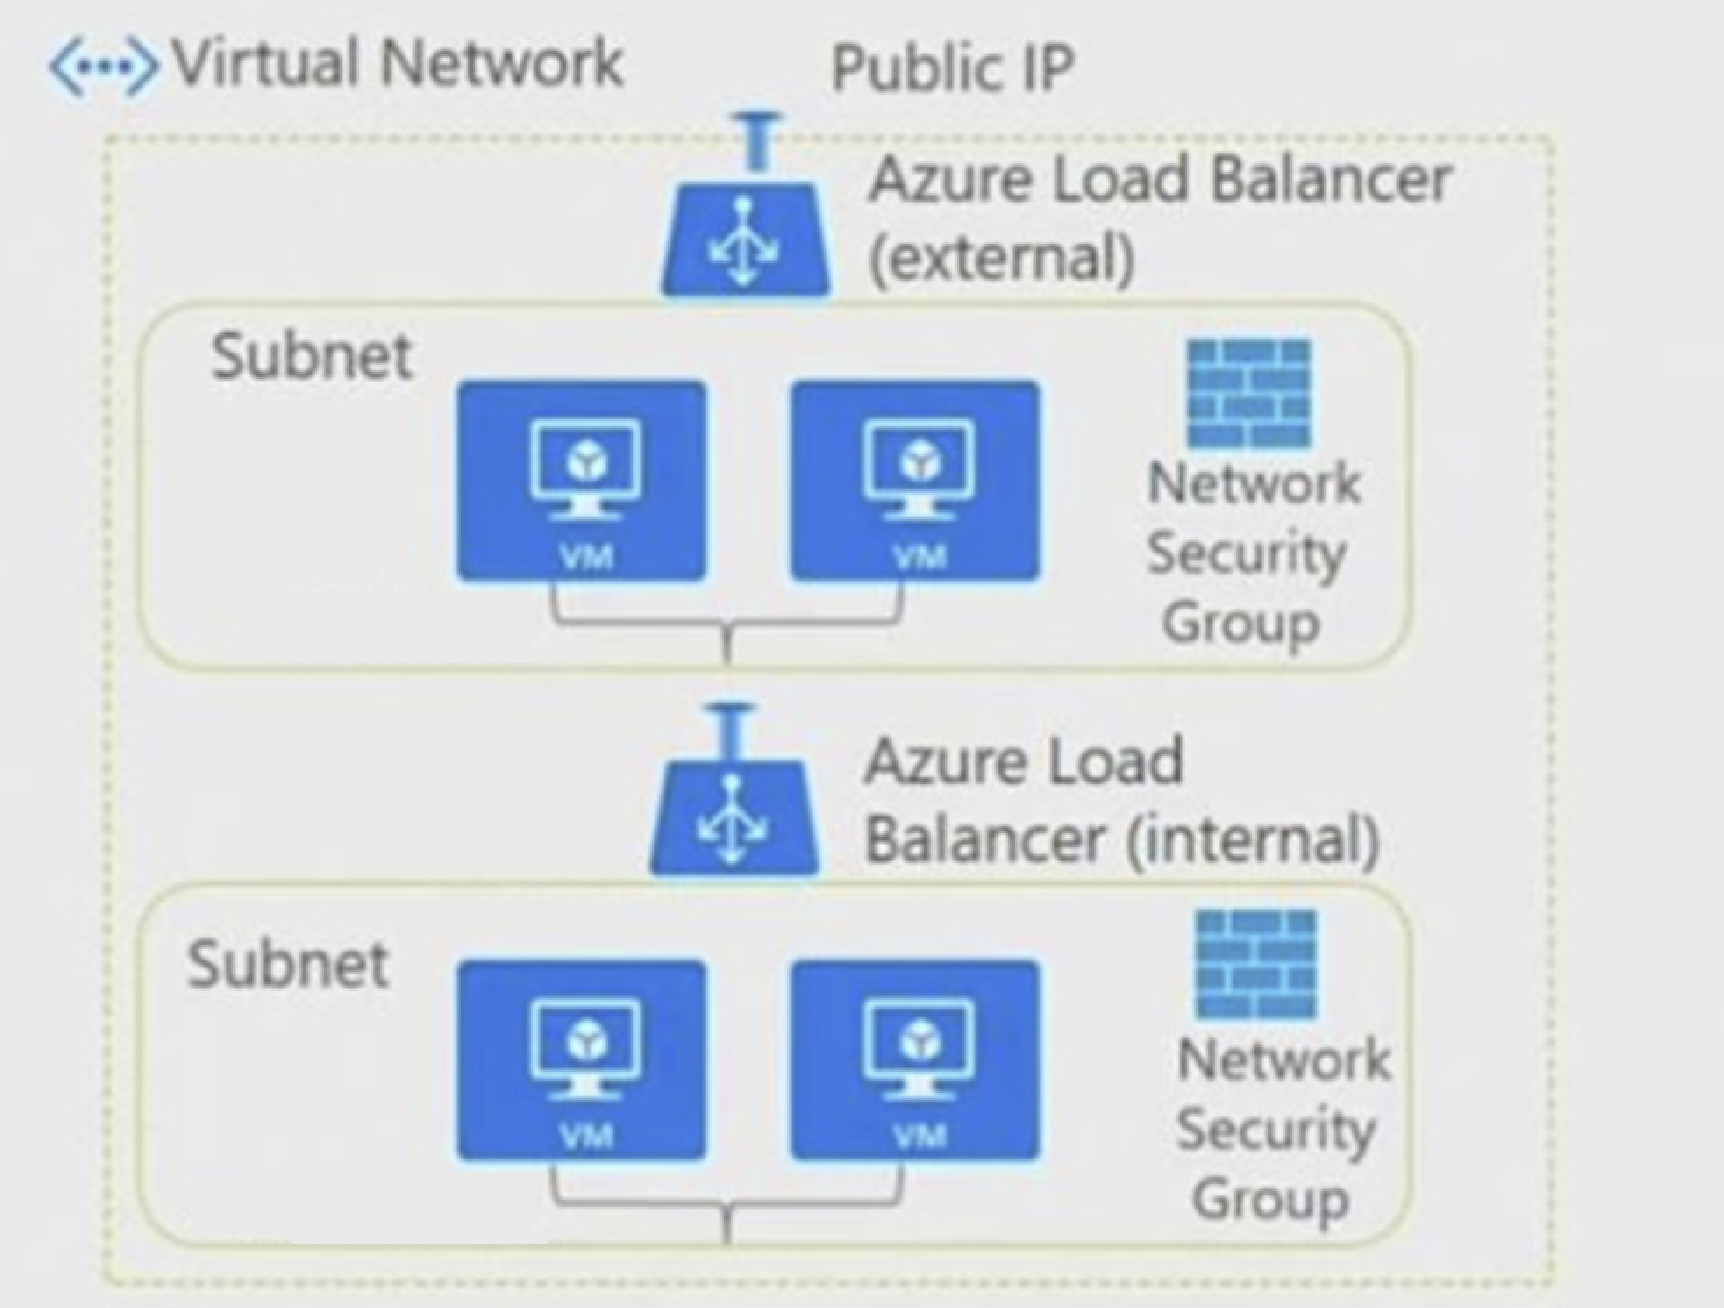 Virtual Network
Public IP
Azure Load Balancer
(external)
Subnet
VM
VM
Network
Security
Group
Azure Load
Balancer (internal)
Subnet
VM
VM
Network
Security
Group